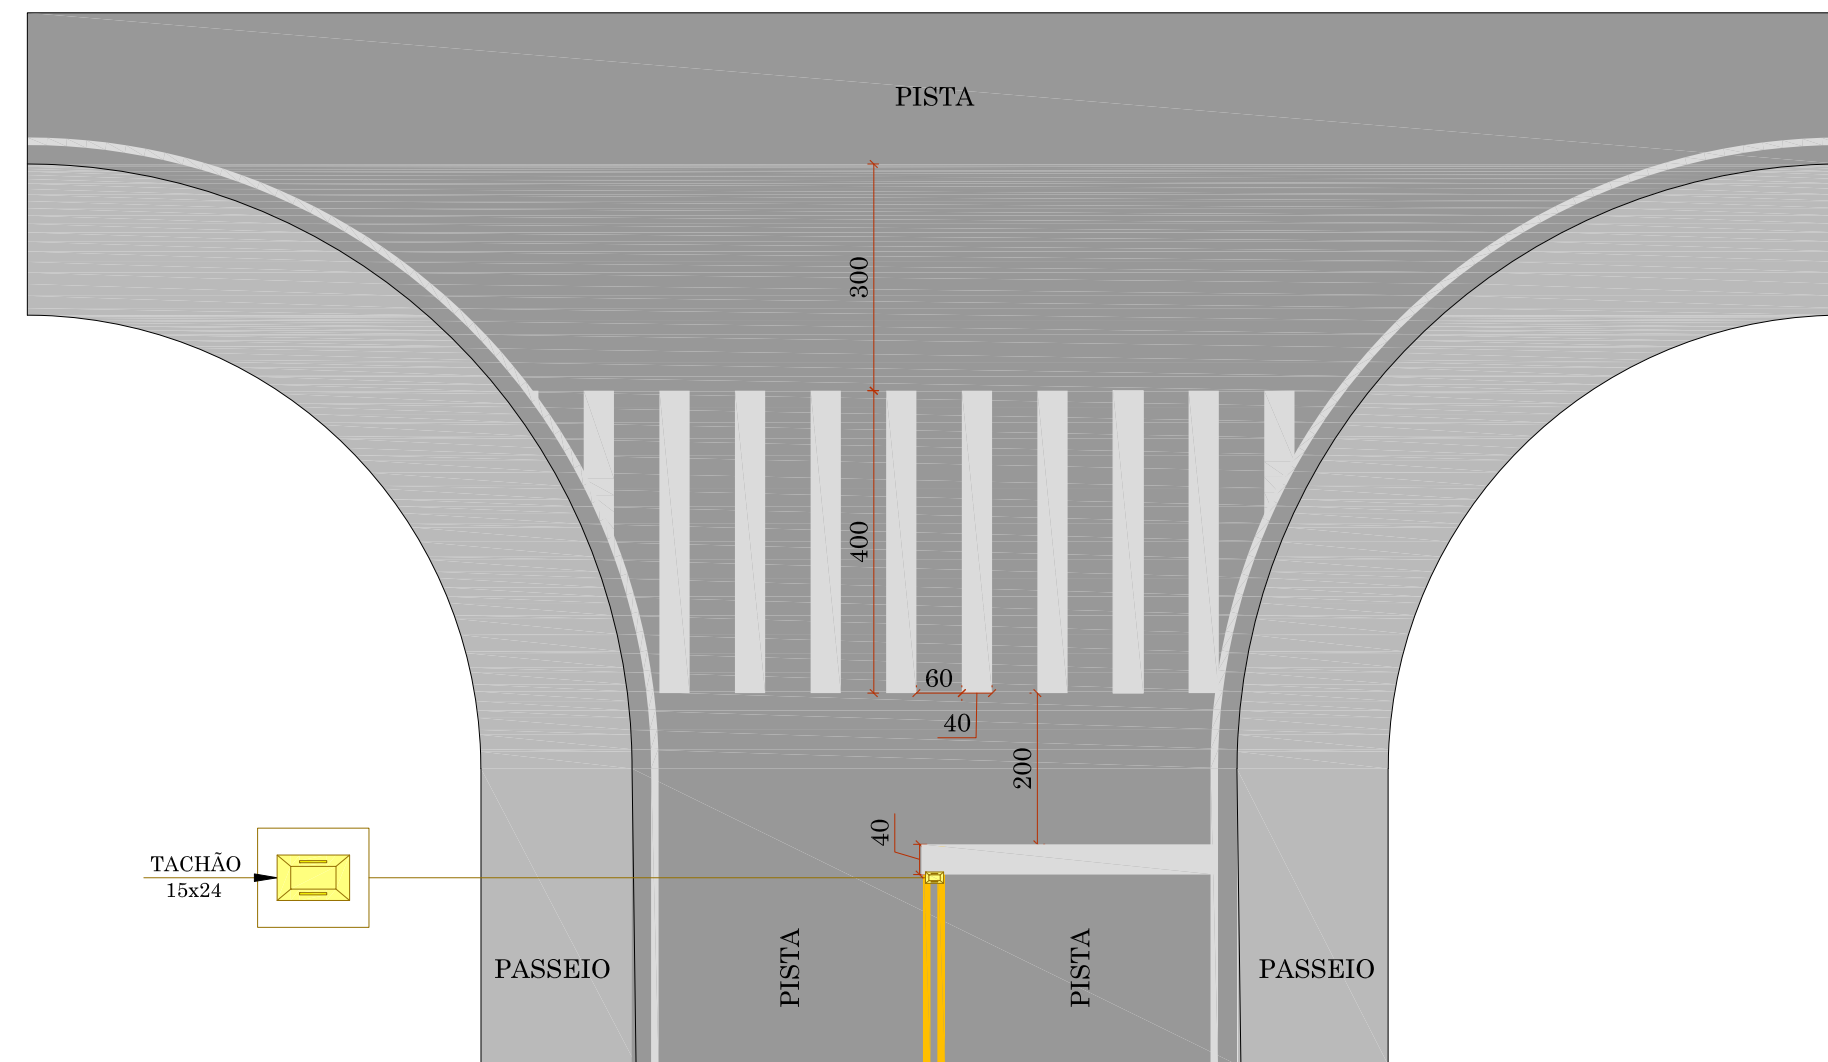 PISTA
300
400
60
40
200
40
TACHÃO
15x24
PASSEIO
PISTA
PISTA
PASSEIO